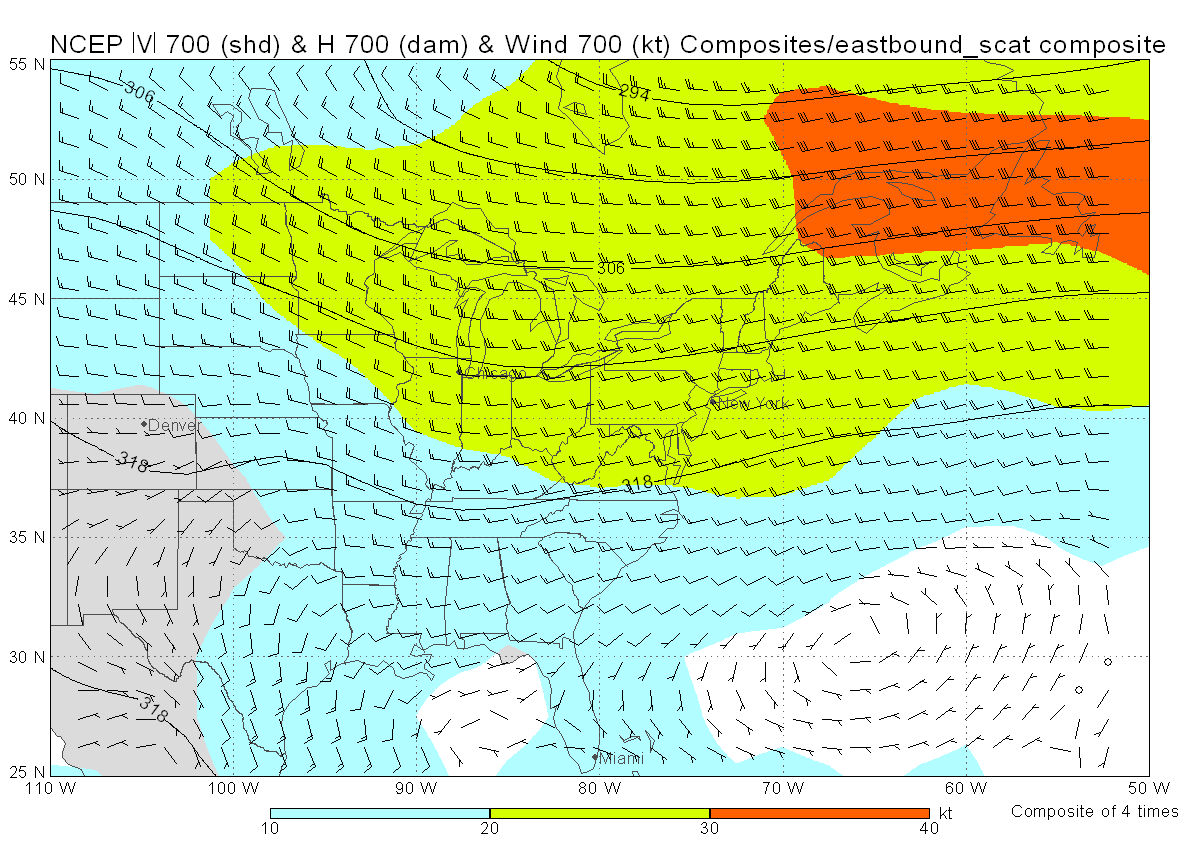 NCEP |V| 700 (shd) & H 700 (dam) & Wind 700 (kt) Composites/eastbound_scat composite
55 N
306
294
50 N
306
45 N
Chicago
New York
40 N
Denver
318
318
35 N
30 N
318
Miami
25 N
110 W 100 W 90 W 80 W 70 W 60 W 50 W
10 20 30 40 kt
Composite of 4 times